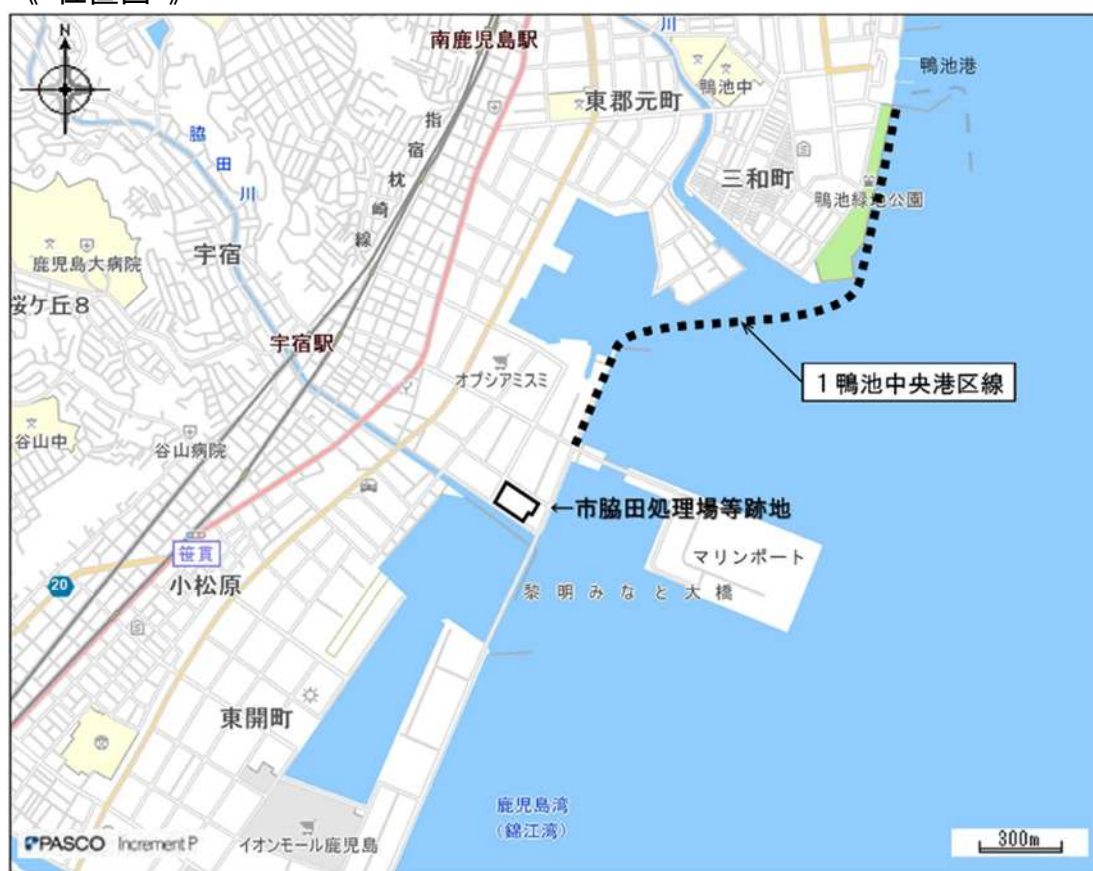 《 位置図 》
N
南鹿児島駅
鴨池港
鴨池中
東郡元町
川
指宿枕崎線
脇田川
三和町
鴨池緑地公園
宇宿
鹿児島大病院
桜ケ丘8
宇宿駅
オプシアミスミ
1鴨池中央港区線
谷山中
谷山病院
←市脇田処理場等跡地
マリンポート
笹貫
20
小松原
黎明みなと大橋
東開町
鹿児島湾
(錦江湾)
PASCO Increment P
イオンモール鹿児島
300m